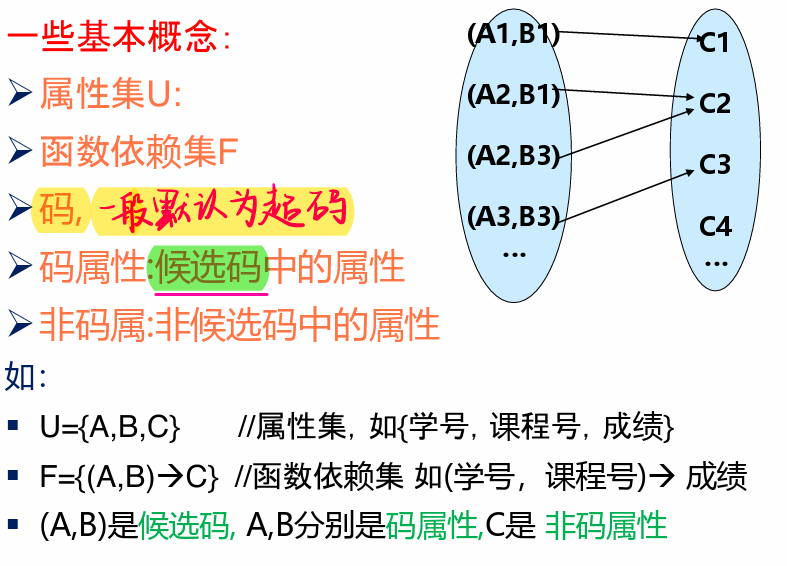 一些基本概念：
➢ 属性集U:
➢ 函数依赖集F
➢ 码, 一般默认为超码
➢ 码属性:候选码中的属性
➢ 非码属:非候选码中的属性
如：
▪ U={A,B,C} //属性集，如{学号，课程号，成绩}
▪ F={(A,B)→C} //函数依赖集 如(学号，课程号)→ 成绩
▪ (A,B)是候选码, A,B分别是码属性,C是 非码属性
(A1,B1)
(A2,B1)
(A2,B3)
(A3,B3)
...
C1
C2
C3
C4
...